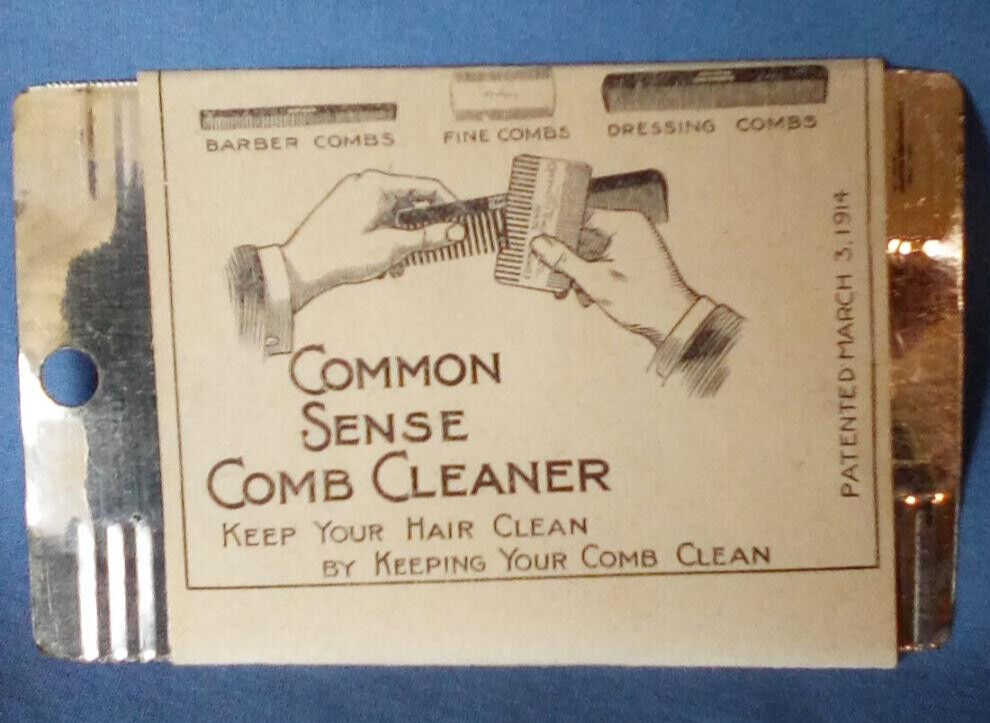 BARBER COMBS
FINE COMBS
DRESSING COMBS
PATENTED MARCH 3, 1914
COMMON
SENSE
COMB CLEANER
KEEP YOUR HAIR CLEAN
BY KEEPING YOUR COMB CLEAN